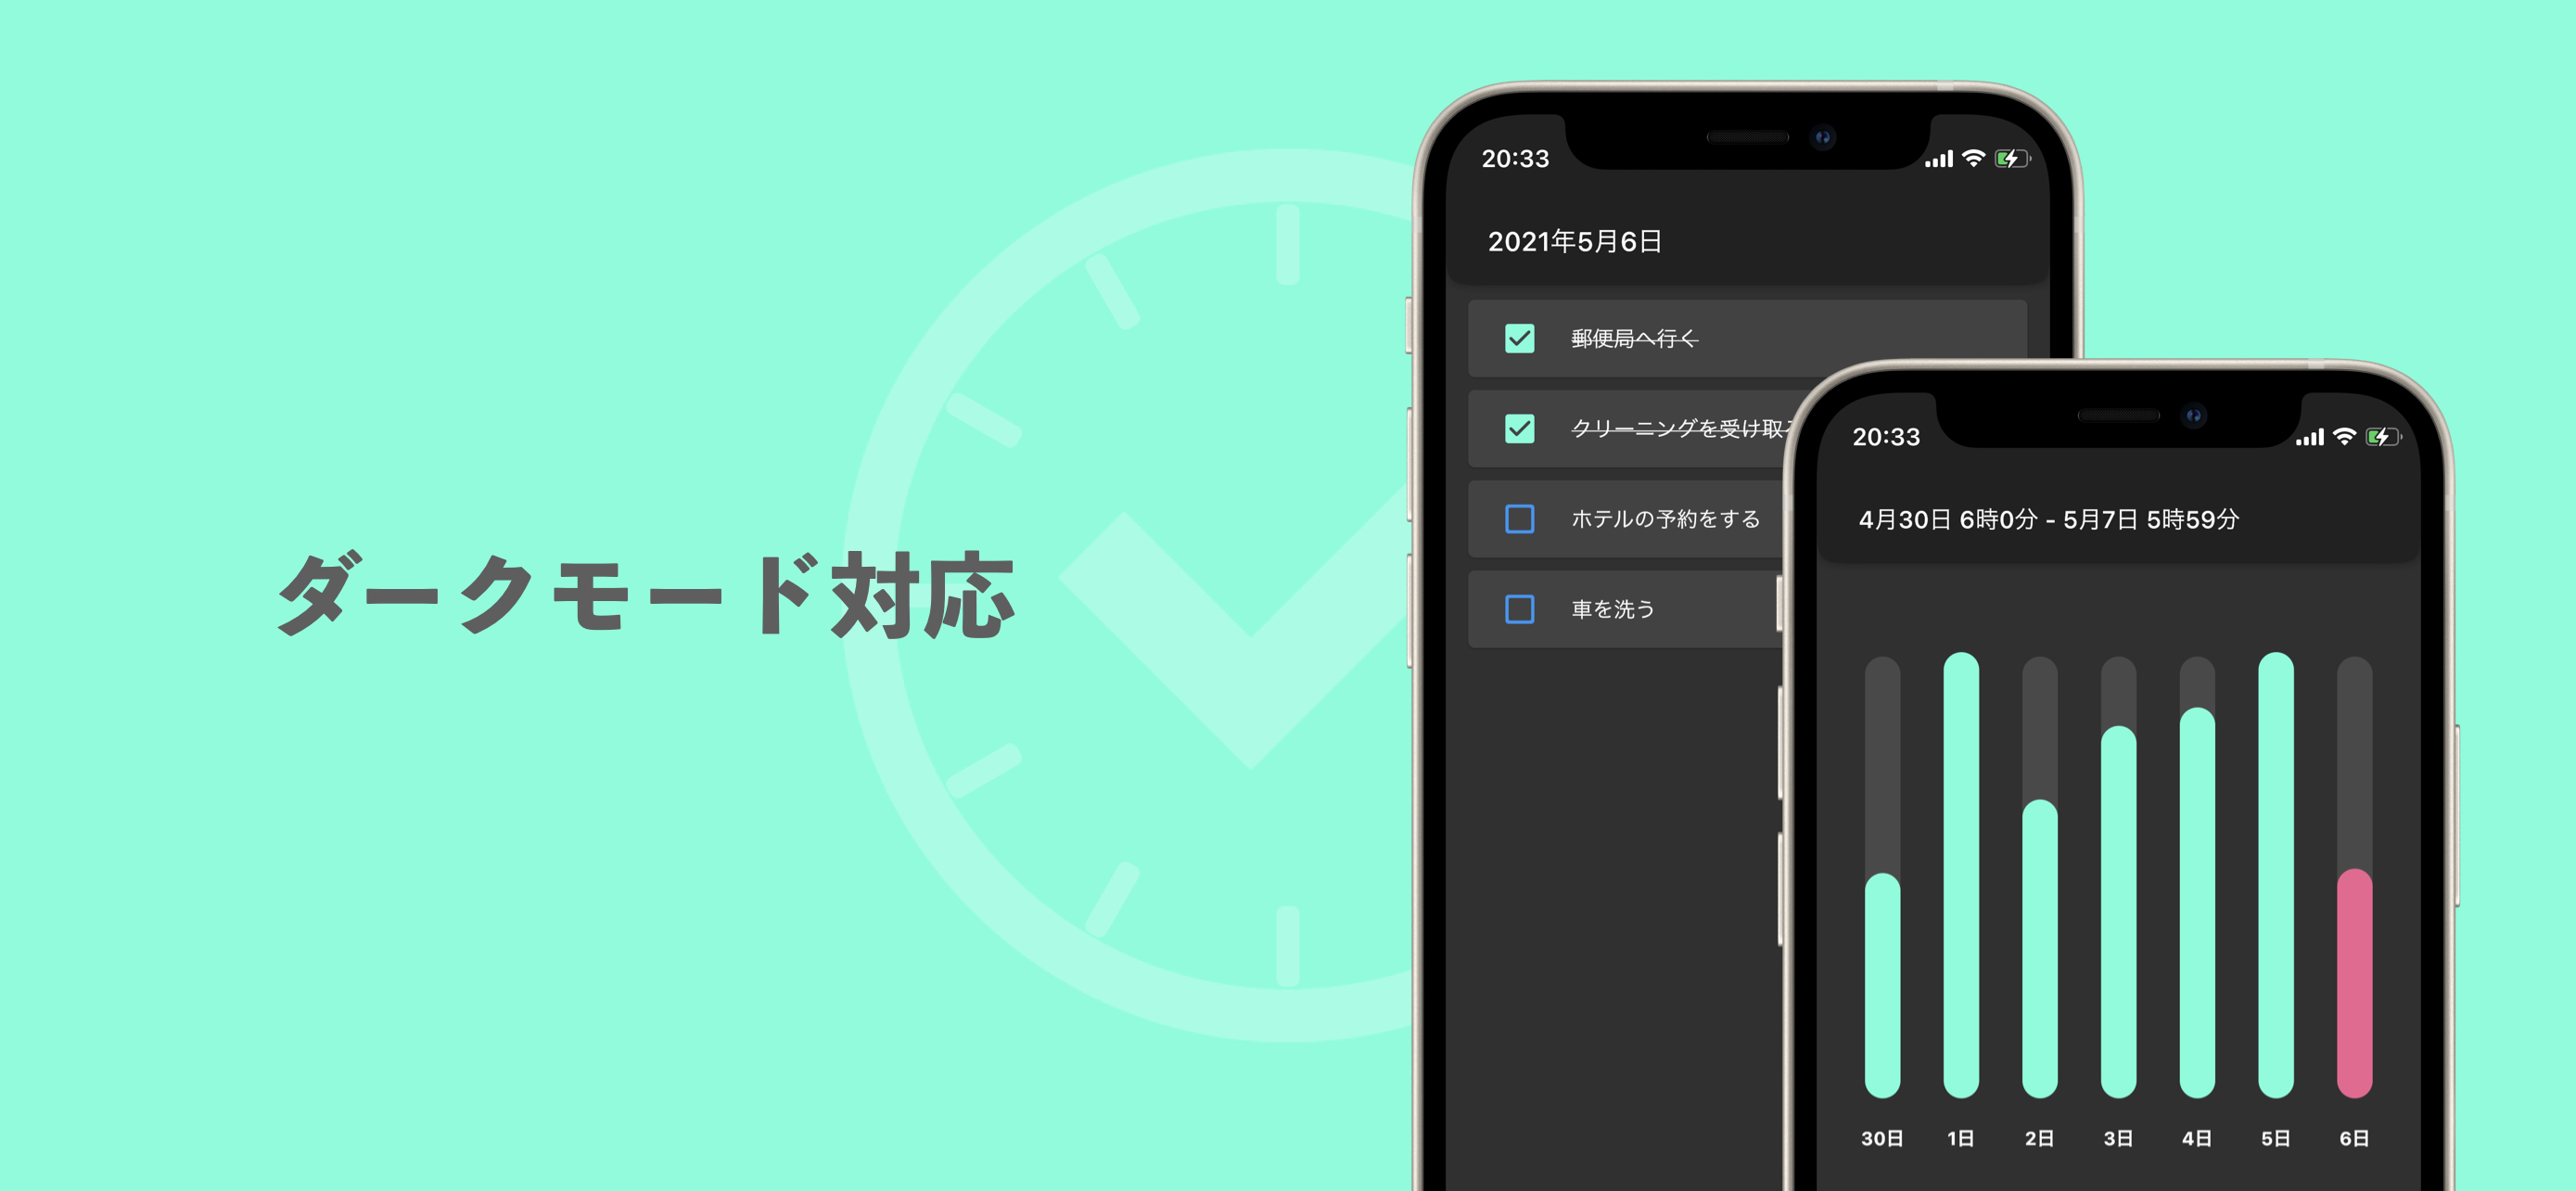 ダークモード対応
20:33
2021年5月6日
郵便局へ行く
クリーニングを受け取
ホテルの予約をする
車を洗う
20:33
4月30日 6時0分 - 5月7日 5時59分
30日 1日 2日 3日 4日 5日 6日